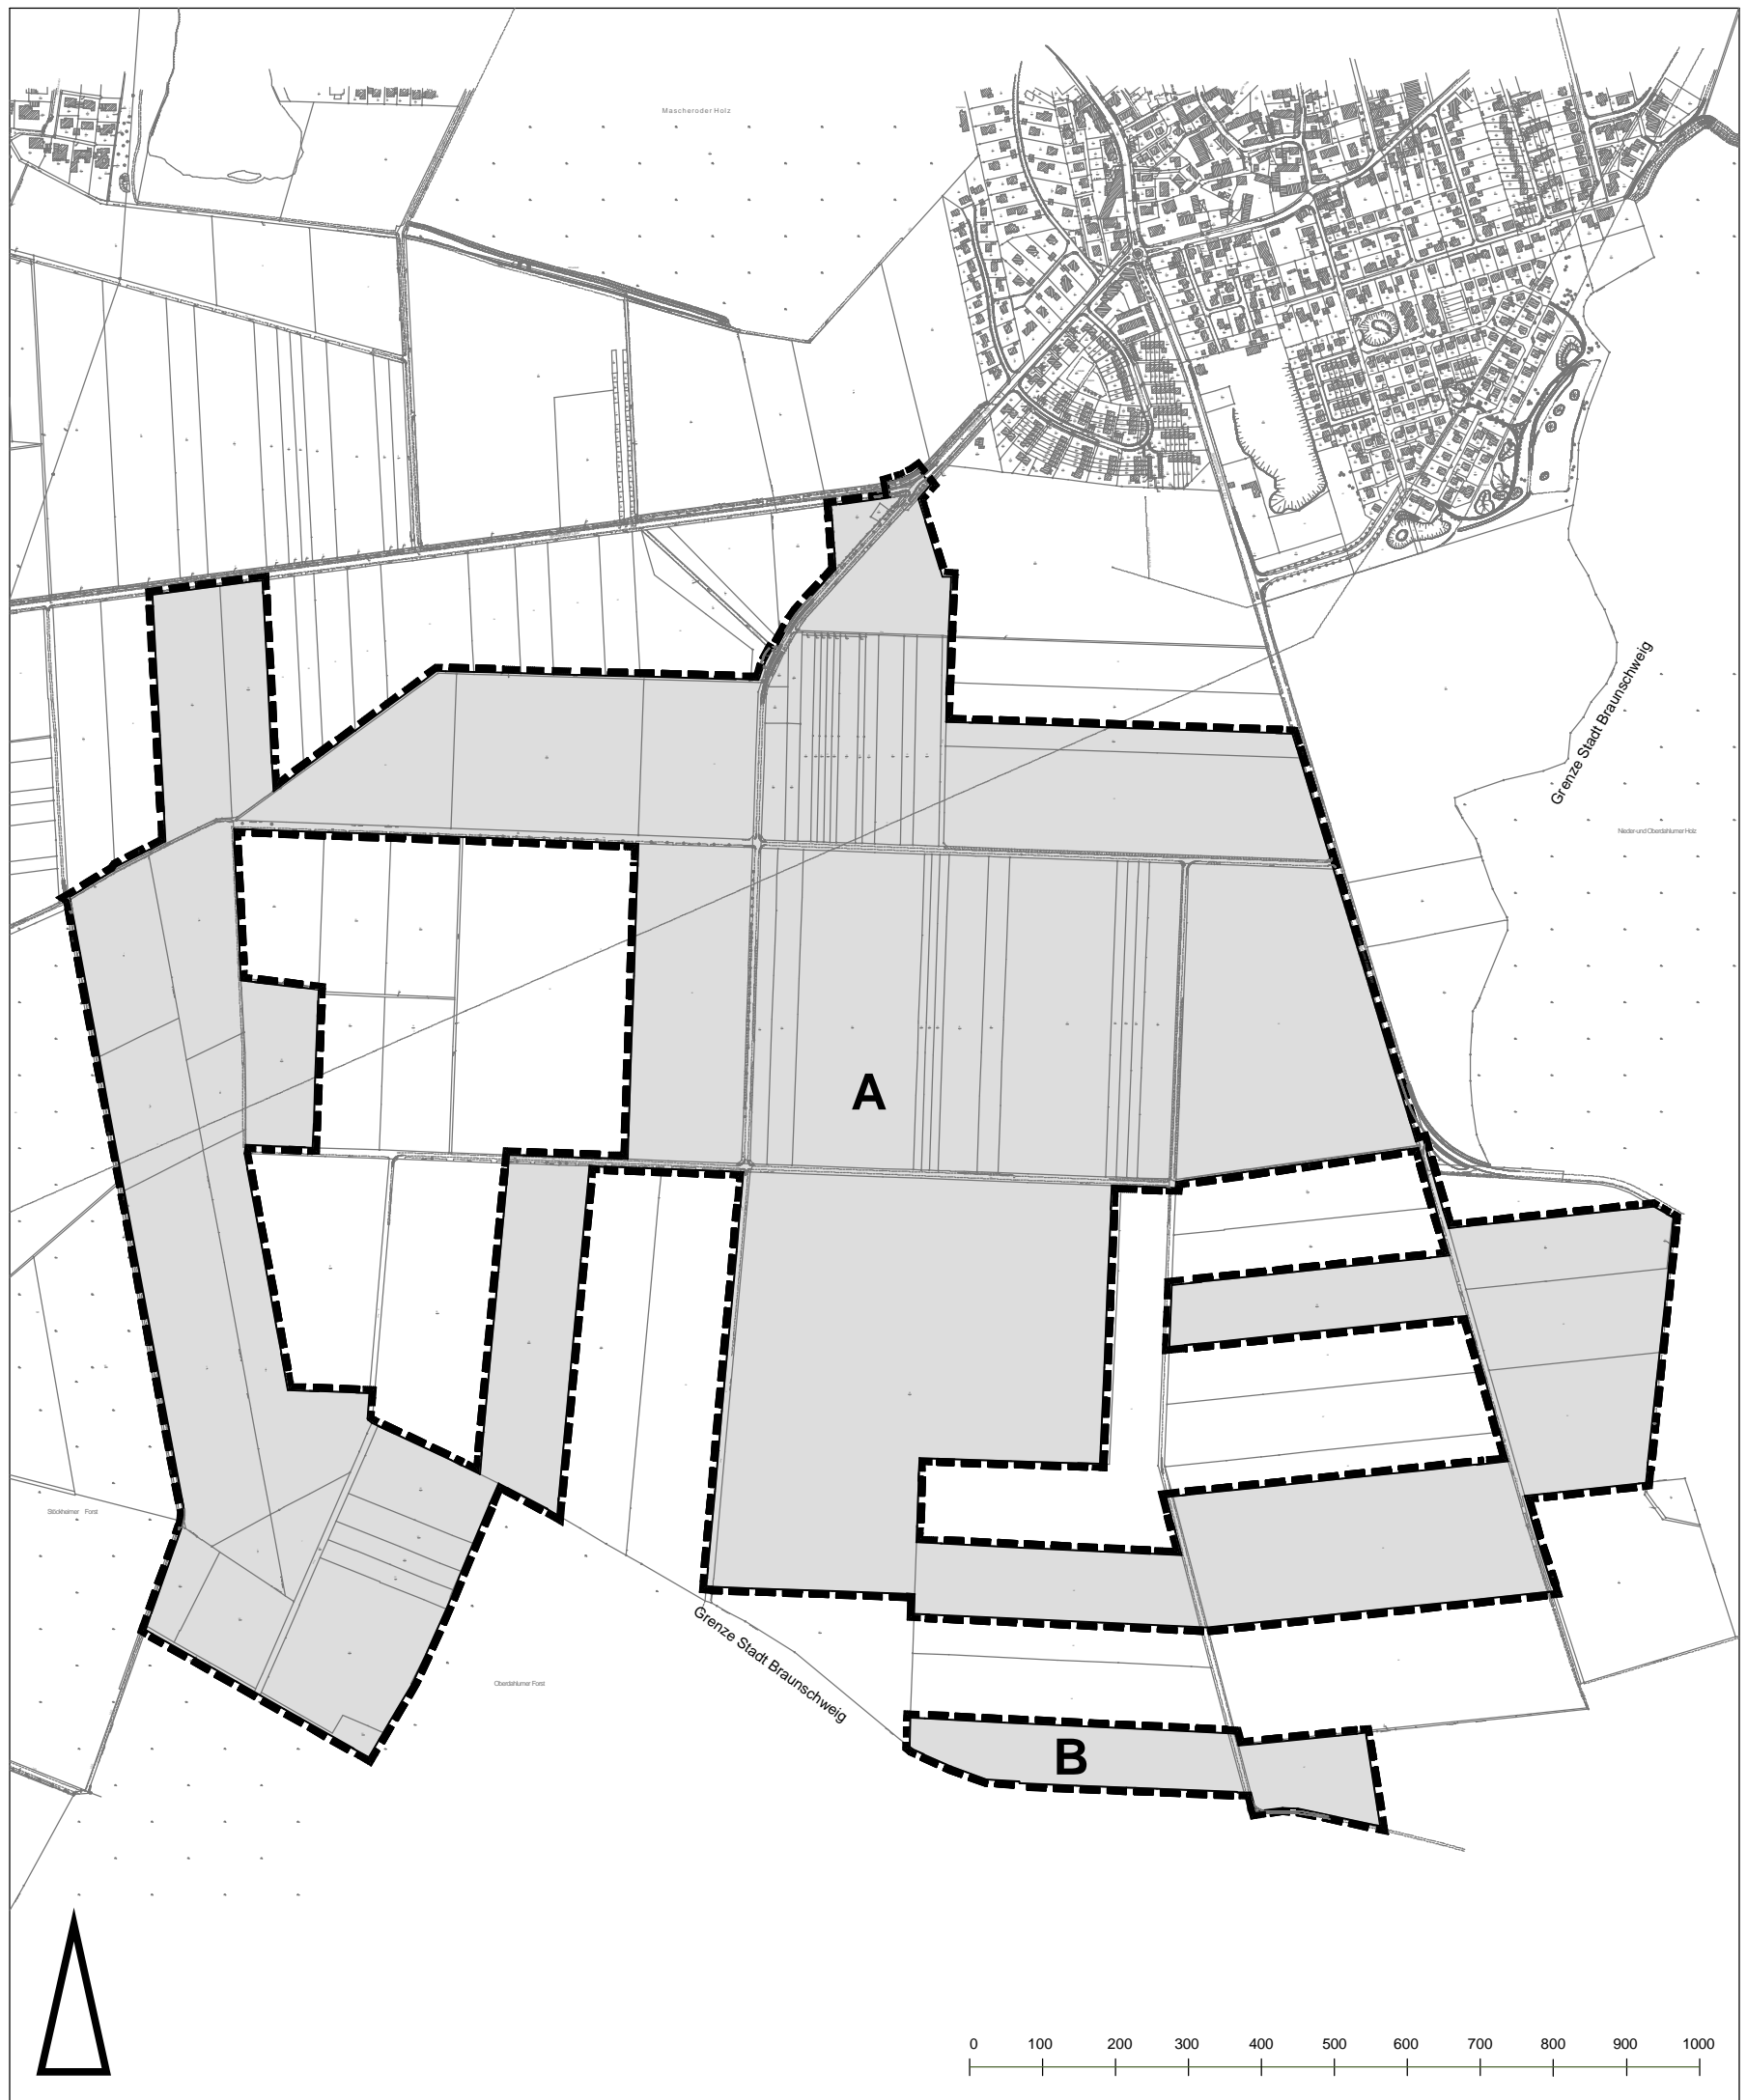 Mascheroder Holz
Grenze Stadt Braunschweig
Nieder-und Oberdahlumer Holz
A
Stöckheimer Forst
Grenze Stadt Braunschweig
Oberdahlumer Forst
B
0 100 200 300 400 500 600 700 800 900 1000